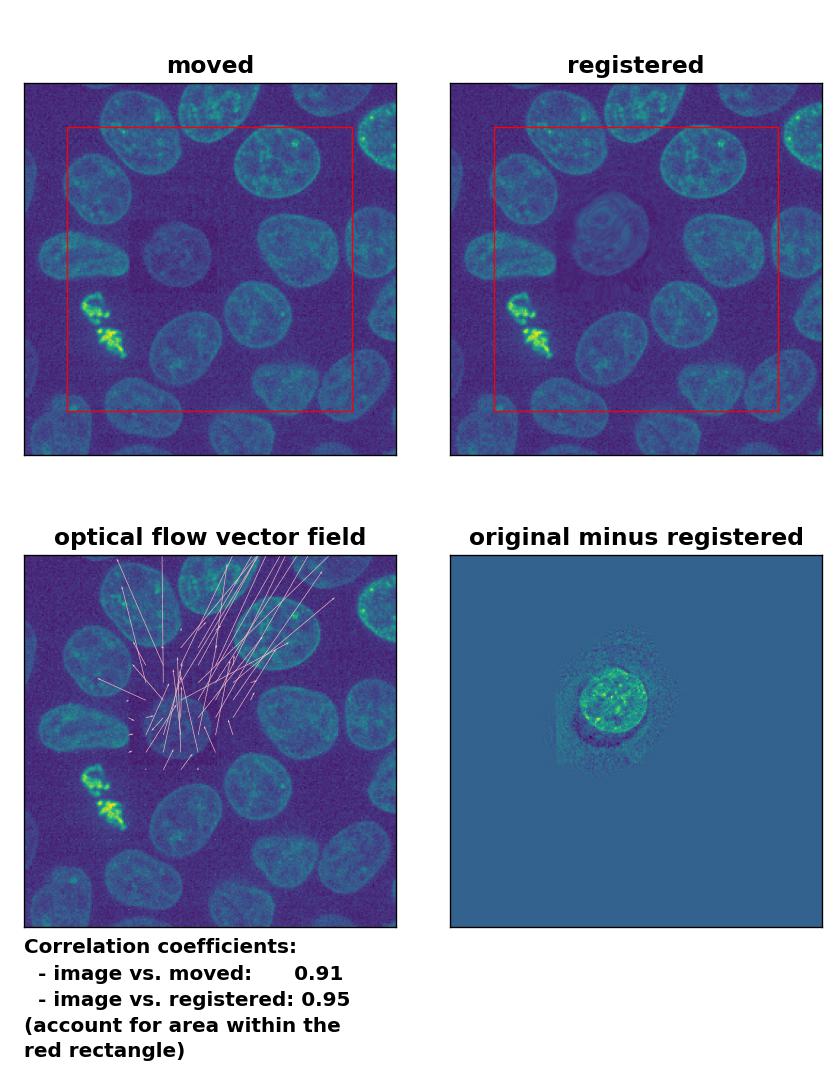 moved
registered
optical flow vector field
original minus registered
Correlation coefficients:
- image vs. moved: 0.91
- image vs. registered: 0.95
(account for area within the
red rectangle)